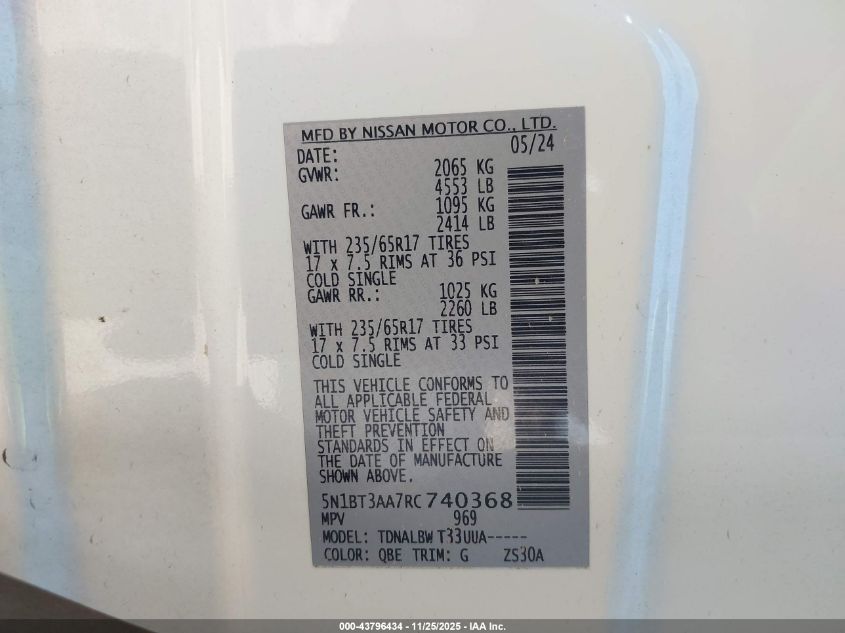 MFD BY NISSAN MOTOR CO., LTD.
DATE: 05/24
GVWR: 2065 KG
4553 LB
GAWR FR.: 1095 KG
2414 LB
WITH 235/65R17 TIRES
17 x 7.5 RIMS AT 36 PSI
COLD SINGLE
GAWR RR.: 1025 KG
2260 LB
WITH 235/65R17 TIRES
17 x 7.5 RIMS AT 33 PSI
COLD SINGLE
THIS VEHICLE CONFORMS TO
ALL APPLICABLE FEDERAL
MOTOR VEHICLE SAFETY AND
THEFT PREVENTION
STANDARDS IN EFFECT ON
THE DATE OF MANUFACTURE
SHOWN ABOVE.
5N1BT3AA7RC740368
MPV 969
MODEL: TDNALBW T33UUA-----
COLOR: QBE TRIM: G ZS30A
000-43796434 - 11/25/2025 - IAA Inc.